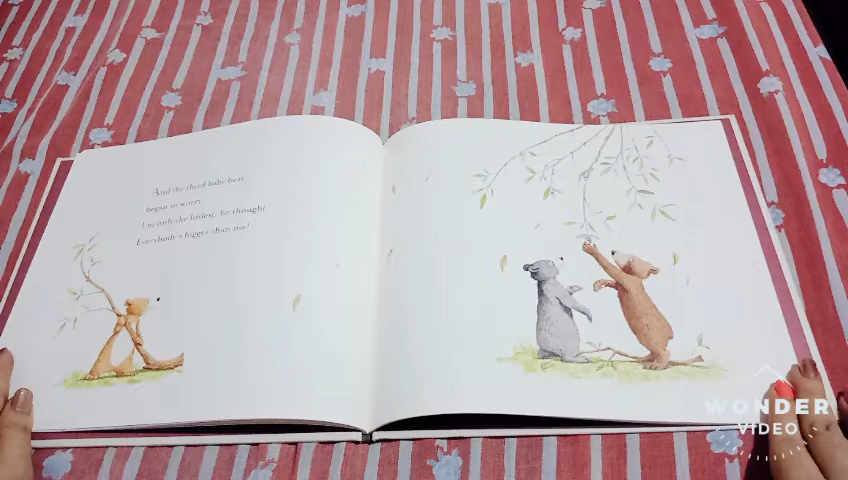 And the third baby bear
began to worry.
I'm only the littlest, he thought.
Everybody's bigger than me!
WONDER
VIDEO